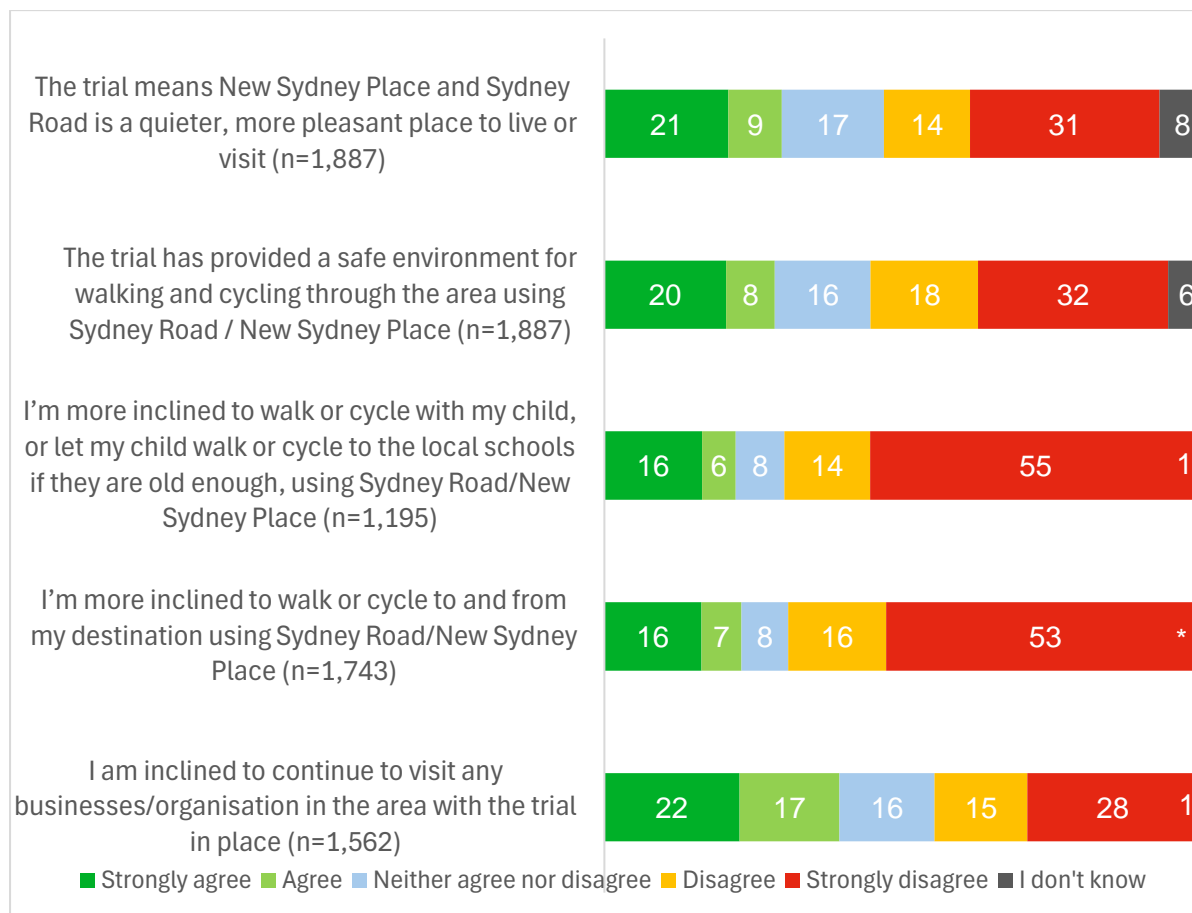 The trial means New Sydney Place and Sydney
Road is a quieter, more pleasant place to live or
visit (n=1,887)
21 9 17 14 31 8
The trial has provided a safe environment for
walking and cycling through the area using
Sydney Road / New Sydney Place (n=1,887)
20 8 16 18 32 6
I’m more inclined to walk or cycle with my child,
or let my child walk or cycle to the local schools
if they are old enough, using Sydney Road/New
Sydney Place (n=1,195)
16 6 8 14 55 1
I’m more inclined to walk or cycle to and from
my destination using Sydney Road/New Sydney
Place (n=1,743)
16 7 8 16 53 *
I am inclined to continue to visit any
businesses/organisation in the area with the trial
in place (n=1,562)
22 17 16 15 28 1
Strongly agree Agree Neither agree nor disagree Disagree Strongly disagree I don't know